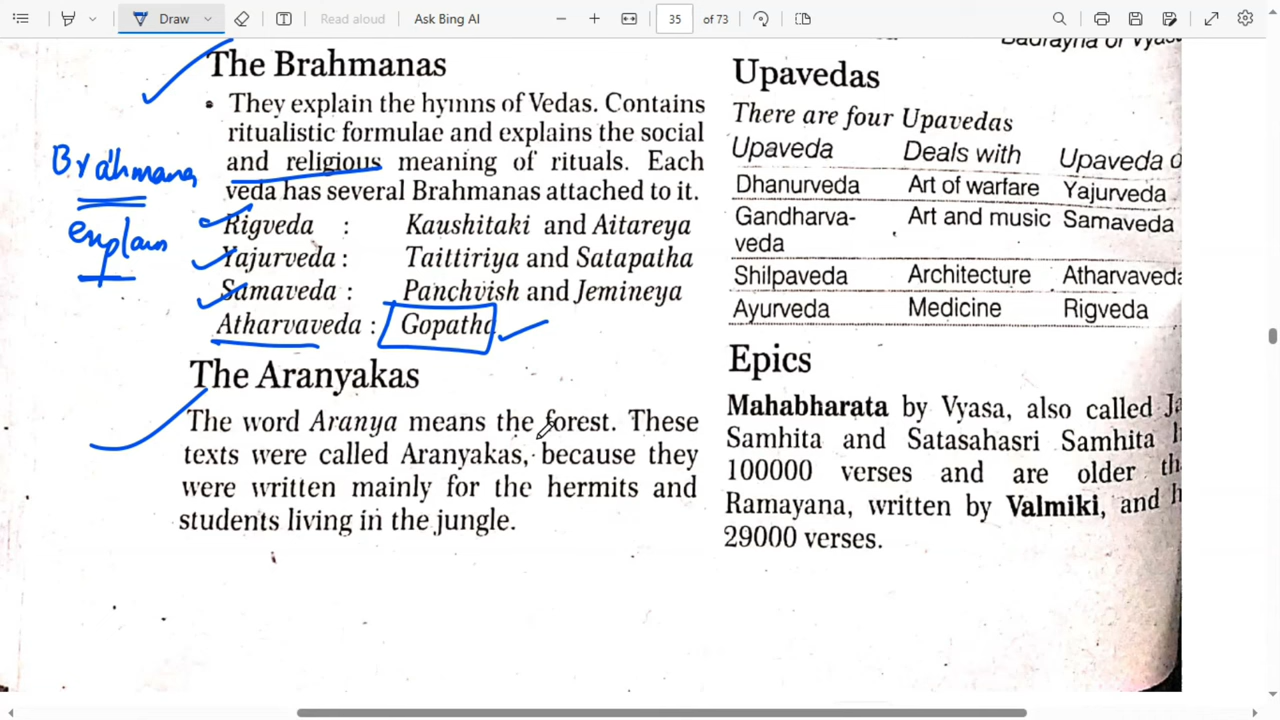 Draw
Read aloud
Ask Bing AI
35
of 73
The Brahmanas
• They explain the hymns of Vedas. Contains
ritualistic formulae and explains the social
and religious meaning of rituals. Each
veda has several Brahmanas attached to it.
Rigveda : Kaushitaki and Aitareya
Yajurveda : Taittiriya and Satapatha
Samaveda : Panchvish and Jemineya
Atharvaveda : Gopatha
Brahmana
explain
The Aranyakas
The word Aranya means the forest. These
texts were called Aranyakas, because they
were written mainly for the hermits and
students living in the jungle.
Upavedas
There are four Upavedas
Upaveda Deals with Upaveda o
Dhanurveda Art of warfare Yajurveda
Gandharva- Art and music Samaveda
veda
Shilpaveda Architecture Atharvaved
Ayurveda Medicine Rigveda
Epics
Mahabharata by Vyasa, also called
Samhita and Satasahasri Samhita
100000 verses and are older
Ramayana, written by Valmiki, and
29000 verses.